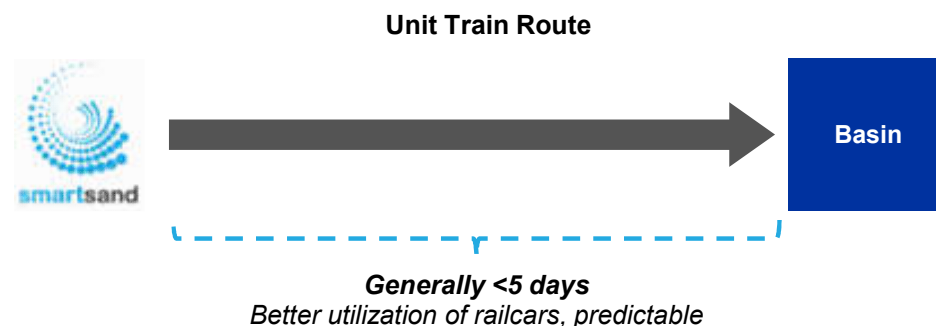 Unit Train Route
smartsand
Basin
Generally <5 days
Better utilization of railcars, predictable